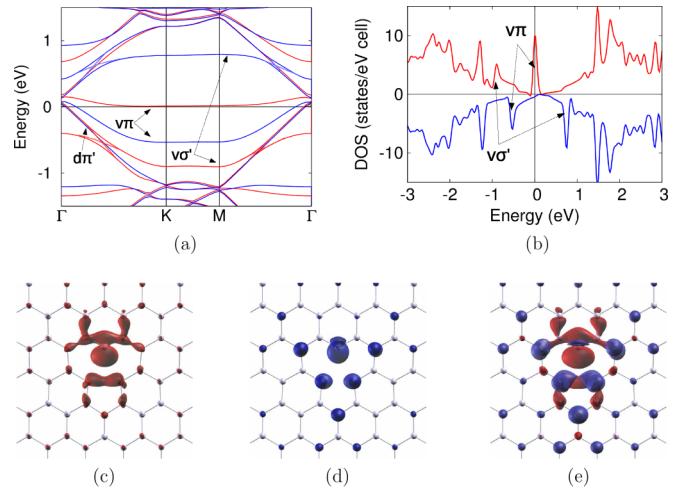 1
0
-1
Energy (eV)
vπ
vσ'
dπ'
Γ
K
M
Γ
(a)
10
0
-10
DOS (states/eV cell)
vπ
vσ'
-3
-2
-1
0
1
2
3
Energy (eV)
(b)
(c)
(d)
(e)